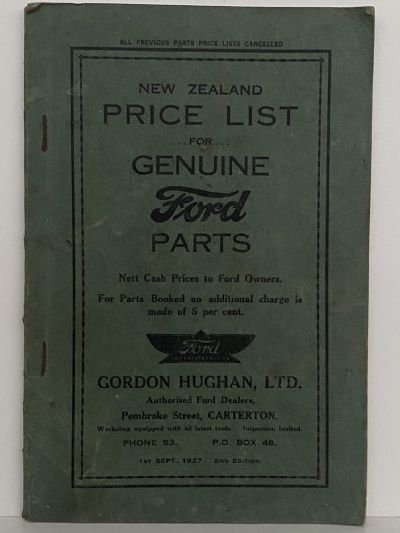 ALL PREVIOUS PARTS PRICE LISTS CANCELLED
NEW ZEALAND
PRICE LIST
...FOR...
GENUINE
Ford
PARTS
Nett Cash Prices to Ford Owners.
For Parts Booked an additional charge is
made of 5 per cent.
Ford
THE UNIVERSAL CAR
GORDON HUGHAN, LTD.
Authorised Ford Dealers,
Pembroke Street, CARTERTON.
Workshop equipped with all latest tools. Inspection Invited.
PHONE 53. P.O. BOX 48.
1ST SEPT., 1927 2ND EDITION.